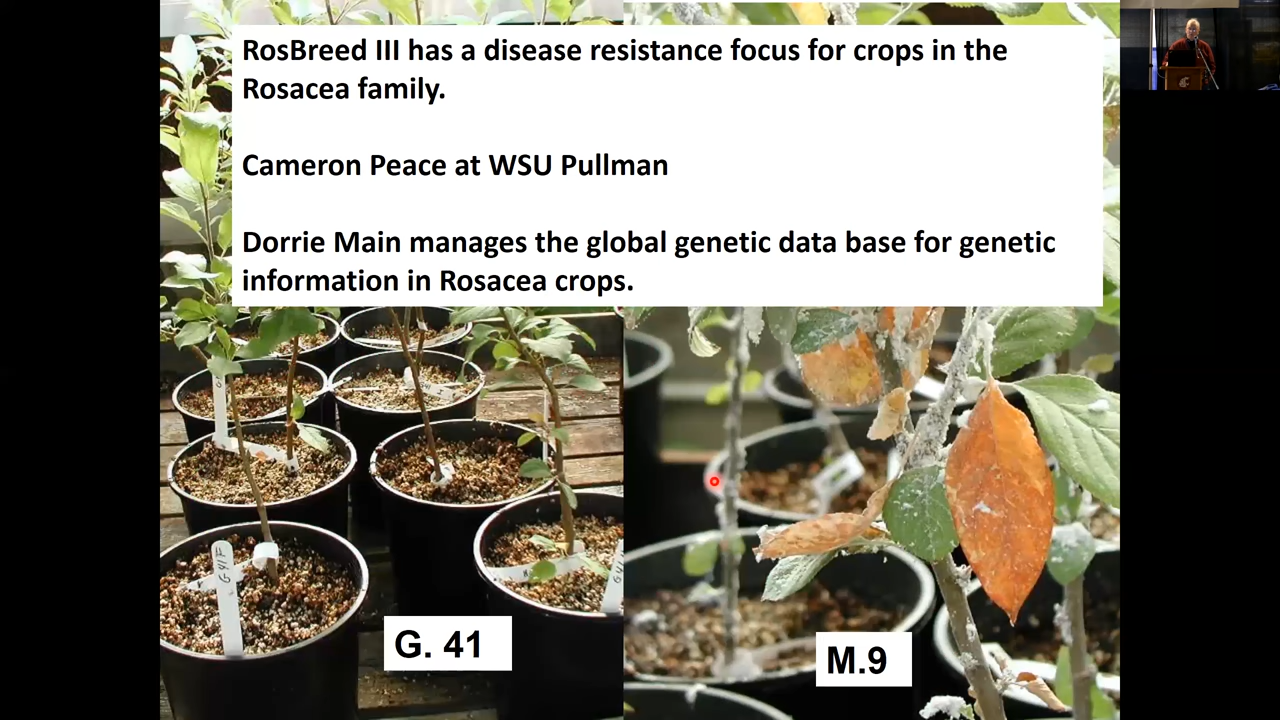 RosBreed III has a disease resistance focus for crops in the
Rosacea family.
Cameron Peace at WSU Pullman
Dorrie Main manages the global genetic data base for genetic
information in Rosacea crops.
G. 41
M.9